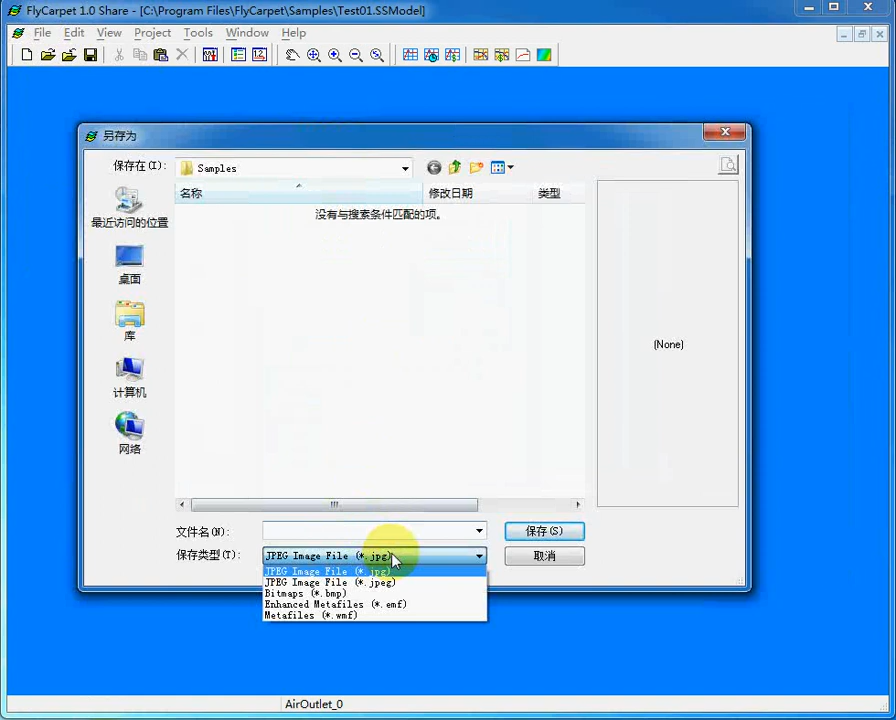 FlyCarpet 1.0 Share - [C:\Program Files\FlyCarpet\Samples\Test01.SSModel]
File Edit View Project Tools Window Help
另存为
保存在(I):
Samples
名称 修改日期 类型
没有与搜索条件匹配的项。
最近访问的位置
桌面
库
(None)
计算机
网络
文件名(N):
保存(S)
保存类型(T):
JPEG Image File (*.jpg)
取消
JPEG Image File (*.jpg)
JPEG Image File (*.jpeg)
Bitmaps (*.bmp)
Enhanced Metafiles (*.emf)
Metafiles (*.wmf)
AirOutlet_0